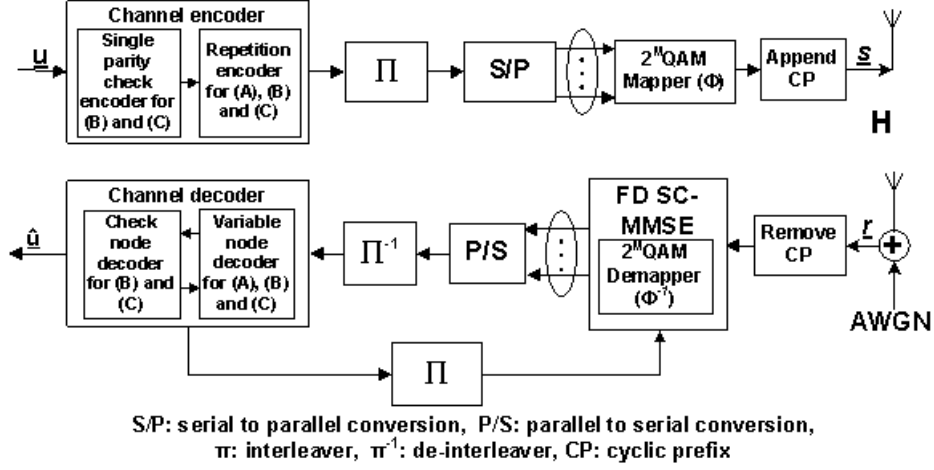 Channel encoder
u
Single
parity
check
encoder for
(B) and (C)
Repetition
encoder
for (A), (B)
and (C)
Π
S/P
2^M QAM
Mapper (Φ)
Append
CP
s
H
Channel decoder
û
Check
node
decoder
for (B) and
(C)
Variable
node
decoder
for (A), (B)
and (C)
Π⁻¹
P/S
FD SC-
MMSE
2^M QAM
Demapper
(Φ⁻¹)
Remove
CP
r
+
AWGN
Π
S/P: serial to parallel conversion, P/S: parallel to serial conversion,
π: interleaver, π⁻¹: de-interleaver, CP: cyclic prefix